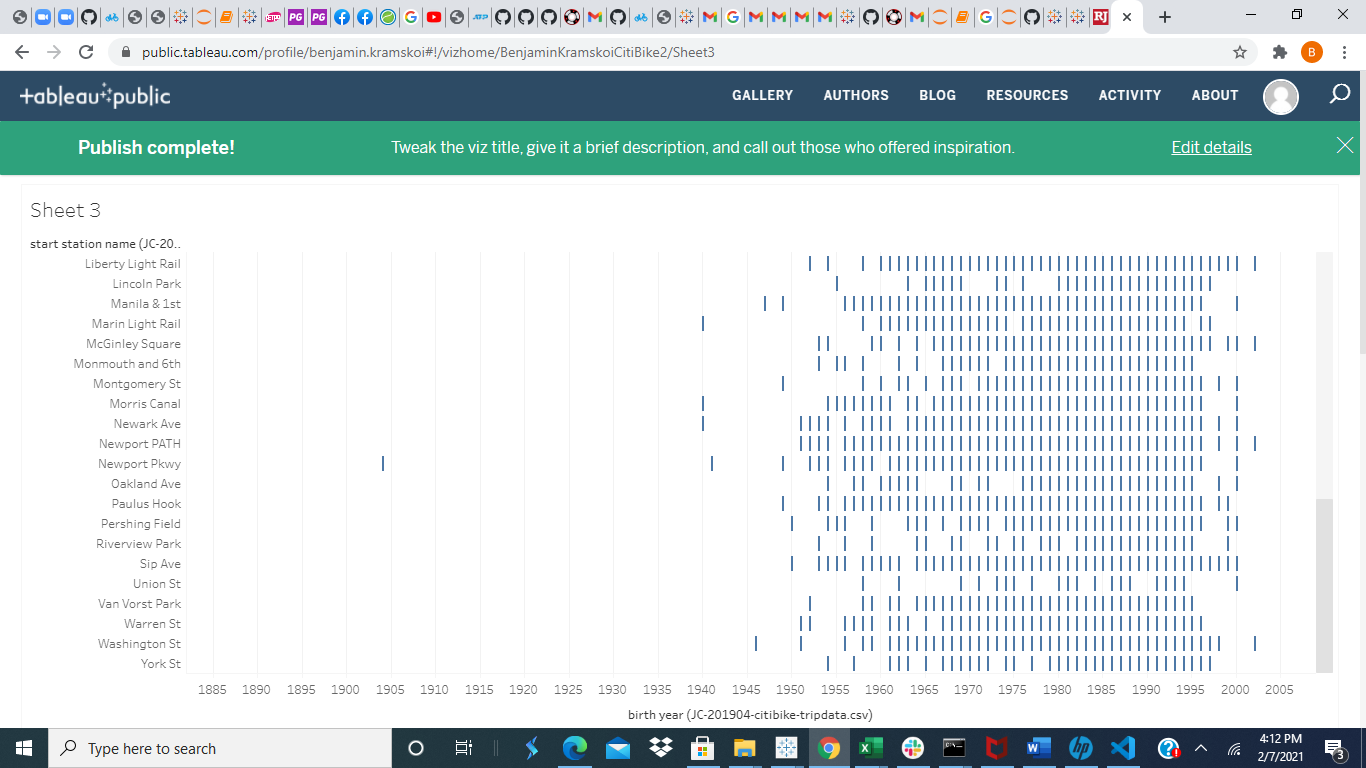 public.tableau.com/profile/benjamin.kramskoi#!/vizhome/BenjaminKramskoiCitiBike2/Sheet3
B
tableau public
GALLERY AUTHORS BLOG RESOURCES ACTIVITY ABOUT
Publish complete! Tweak the viz title, give it a brief description, and call out those who offered inspiration. Edit details
Sheet 3
start station name (JC-20..
Liberty Light Rail
Lincoln Park
Manila & 1st
Marin Light Rail
McGinley Square
Monmouth and 6th
Montgomery St
Morris Canal
Newark Ave
Newport PATH
Newport Pkwy
Oakland Ave
Paulus Hook
Pershing Field
Riverview Park
Sip Ave
Union St
Van Vorst Park
Warren St
Washington St
York St
1885 1890 1895 1900 1905 1910 1915 1920 1925 1930 1935 1940 1945 1950 1955 1960 1965 1970 1975 1980 1985 1990 1995 2000 2005
birth year (JC-201904-citibike-tripdata.csv)
Type here to search
4:12 PM
2/7/2021
3